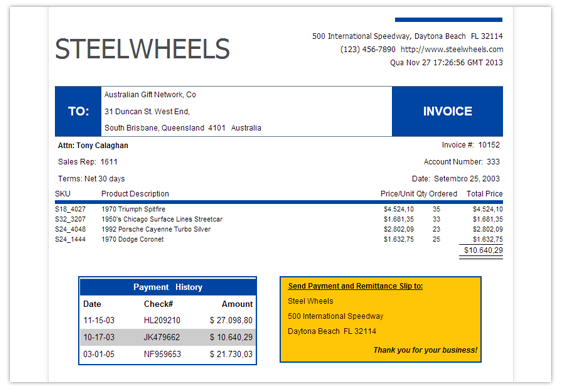 STEELWHEELS
500 International Speedway, Daytona Beach FL 32114
(123) 456-7890 http://www.steelwheels.com
Qua Nov 27 17:26:56 GMT 2013
TO:
Australian Gift Network, Co
31 Duncan St. West End,
South Brisbane, Queensland 4101 Australia
INVOICE
Attn: Tony Calaghan
Invoice #: 10152
Sales Rep: 1611
Account Number: 333
Terms: Net 30 days
Date: Setembro 25, 2003
SKU Product Description Price/Unit Qty Ordered Total Price
S18_4027 1970 Triumph Spitfire $4.524,10 35 $4.524,10
S32_3207 1950's Chicago Surface Lines Streetcar $1.681,35 33 $1.681,35
S24_4048 1992 Porsche Cayenne Turbo Silver $2.802,09 23 $2.802,09
S24_1444 1970 Dodge Coronet $1.632,75 25 $1.632,75
$10.640,29
Payment History
Date Check# Amount
11-15-03 HL209210 $ 27.098,80
10-17-03 JK479662 $ 10.640,29
03-01-05 NF959653 $ 21.730,03
Send Payment and Remittance Slip to:
Steel Wheels
500 International Speedway
Daytona Beach FL 32114
Thank you for your business!